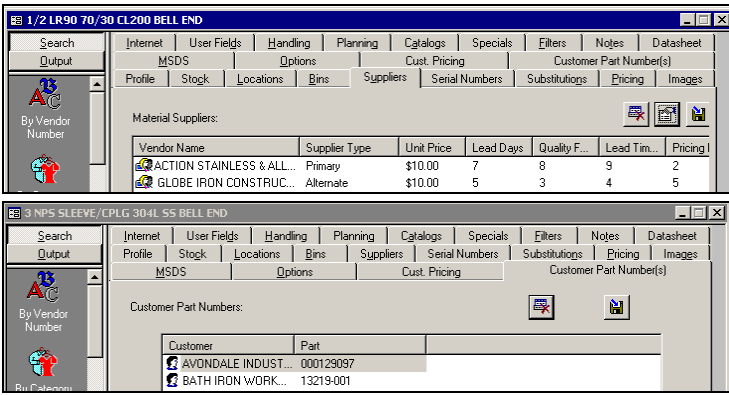 1/2 LR90 70/30 CL200 BELL END
Search
Output
By Vendor
Number
Internet User Fields Handling Planning Catalogs Specials Filters Notes Datasheet
MSDS Options Cust. Pricing Customer Part Number(s)
Profile Stock Locations Bins Suppliers Serial Numbers Substitutions Pricing Images
Material Suppliers:
Vendor Name Supplier Type Unit Price Lead Days Quality F... Lead Tim... Pricing
ACTION STAINLESS & ALL... Primary $10.00 7 8 9 2
GLOBE IRON CONSTRUC... Alternate $10.00 5 3 4 5
3 NPS SLEEVE/CPLG 304L SS BELL END
Search
Output
By Vendor
Number
By Category
Internet User Fields Handling Planning Catalogs Specials Filters Notes Datasheet
Profile Stock Locations Bins Suppliers Serial Numbers Substitutions Pricing Images
MSDS Options Cust. Pricing Customer Part Number(s)
Customer Part Numbers:
Customer Part
AVONDALE INDUST... 000129097
BATH IRON WORK... 13219-001